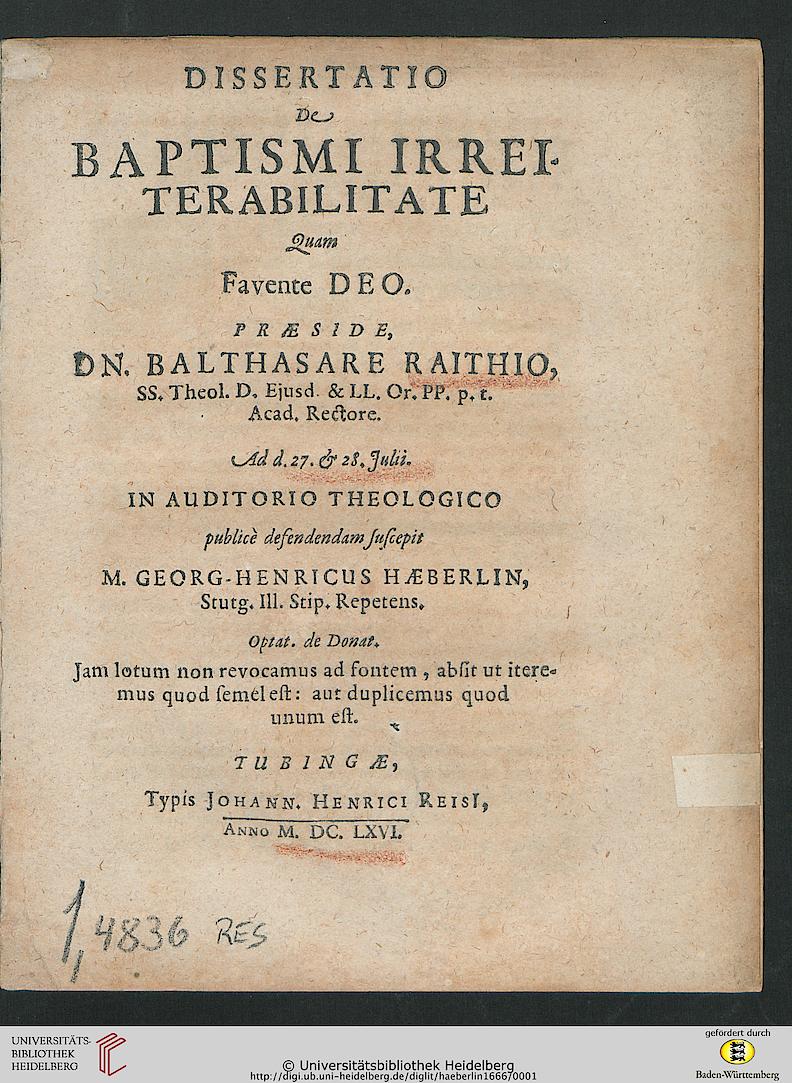 DISSERTATIO
De
BAPTISMI IRREI-
TERABILITATE
Quam
Favente DEO.
PRÆSIDE,
DN. BALTHASARE RAITHIO,
SS. Theol. D. Ejusd. & LL. Or. PP. p. t.
Acad. Rectore.
Ad d. 27. & 28. Julii.
IN AUDITORIO THEOLOGICO
publicè defendendam ſuſcepit
M. GEORG-HENRICUS HÆBERLIN,
Stutg. Ill. Stip. Repetens.
Optat. de Donat.
Jam lotum non revocamus ad fontem, abſit ut itere-
mus quod ſemel eſt: aut duplicemus quod
unum eſt.
TUBINGÆ,
Typis JOHANN. HENRICI REISI,
ANNO M. DC. LXVI.
1, 4836 RES
UNIVERSITÄTS-
BIBLIOTHEK
HEIDELBERG
© Universitätsbibliothek Heidelberg
http://digi.ub.uni-heidelberg.de/diglit/haeberlin1666/0001
gefördert durch
Baden-Württemberg